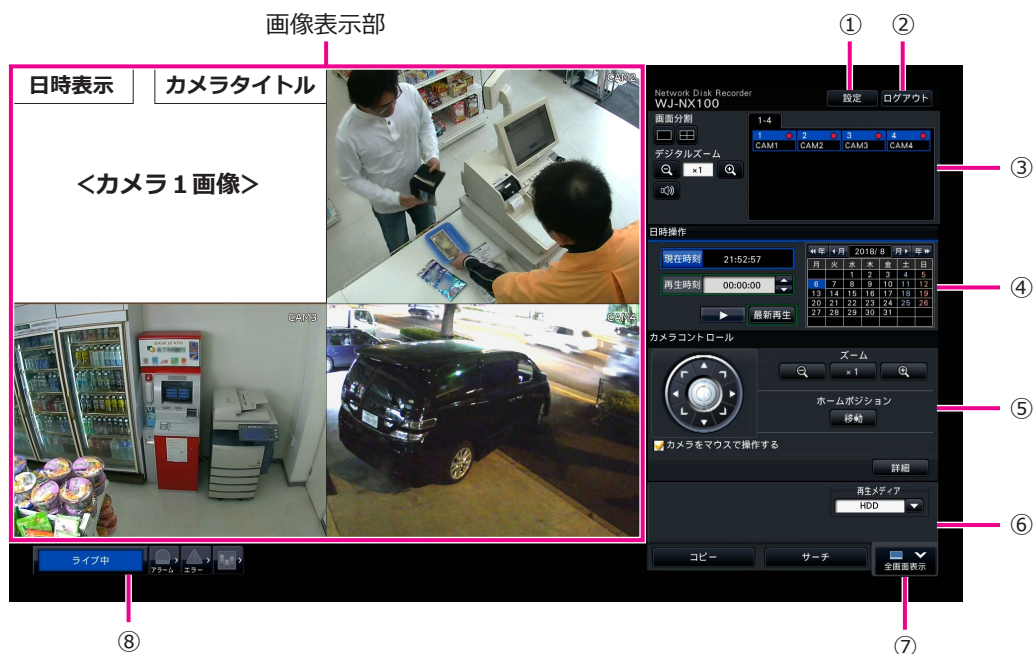 画像表示部
① ②
日時表示 カメラタイトル
<カメラ1画像>
CAM2
CAM3
CAM4
Network Disk Recorder
WJ-NX100
設定 ログアウト
画面分割
1-4
1 2 3 4
CAM1 CAM2 CAM3 CAM4
デジタルズーム
×1
③
日時操作
現在時刻 21:52:57
再生時刻 00:00:00
最新再生
年 月 2018/ 8 月 年
月 火 水 木 金 土 日
1 2 3 4 5
6 7 8 9 10 11 12
13 14 15 16 17 18 19
20 21 22 23 24 25 26
27 28 29 30 31
④
カメラコントロール
ズーム
×1
ホームポジション
移動
⑤
カメラをマウスで操作する
詳細
再生メディア
HDD
⑥
コピー サーチ 全画面表示
ライブ中 アラーム エラー
⑧ ⑦